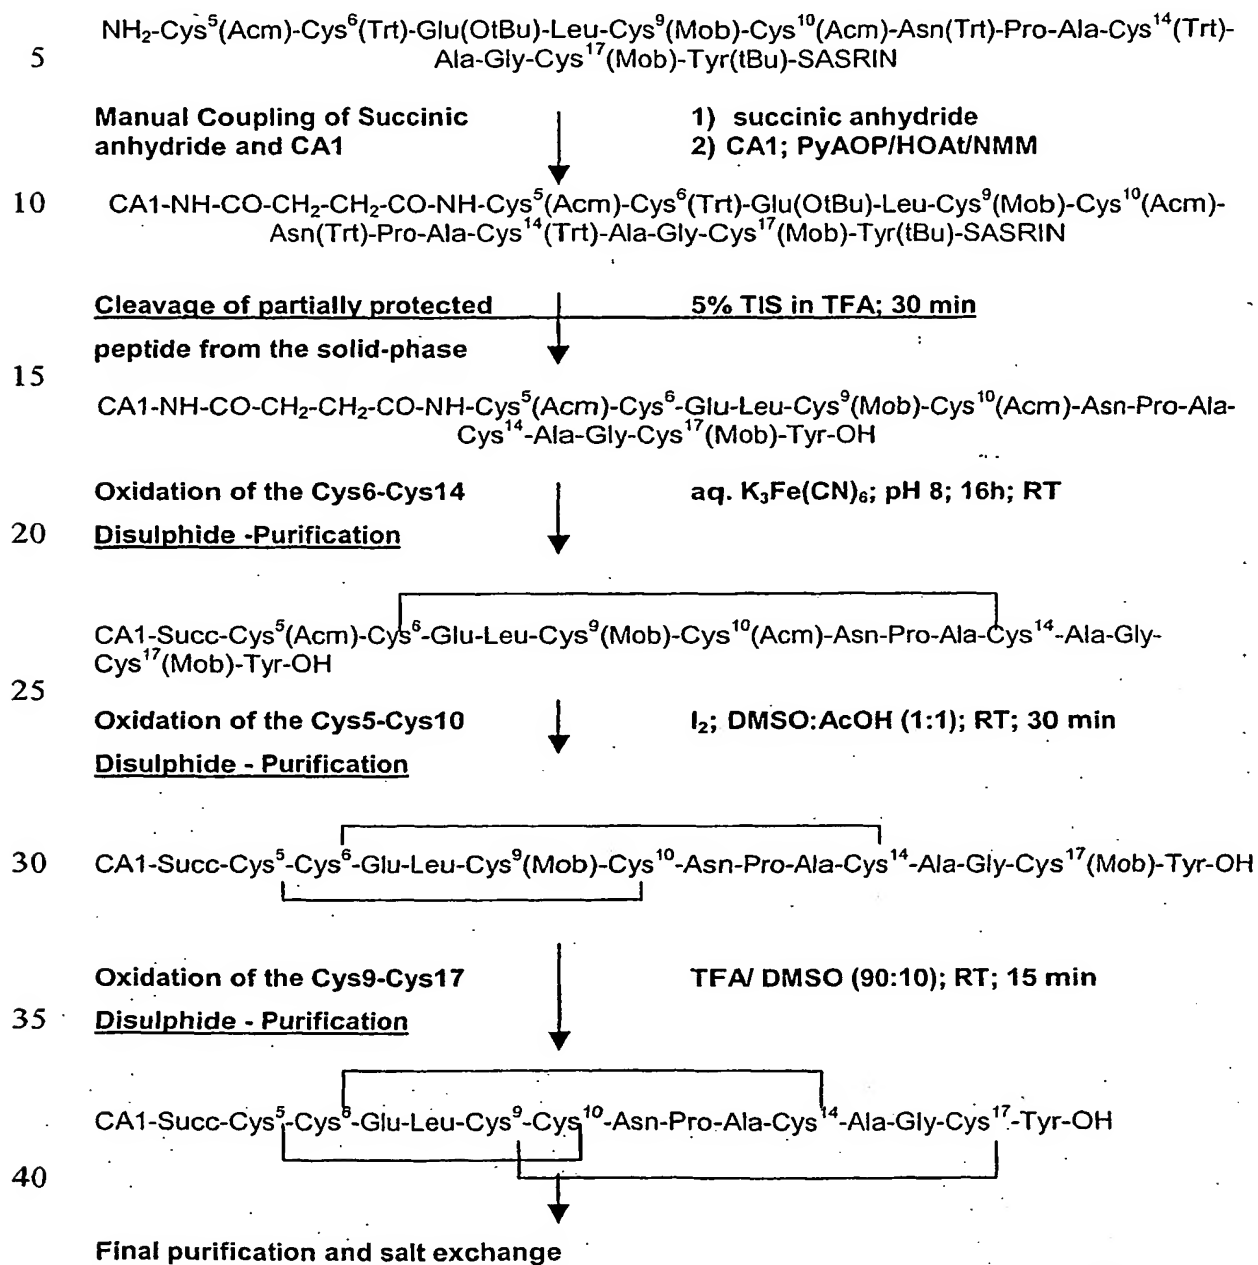 NH₂-Cys⁵(Acm)-Cys⁶(Trt)-Glu(OtBu)-Leu-Cys⁹(Mob)-Cys¹⁰(Acm)-Asn(Trt)-Pro-Ala-Cys¹⁴(Trt)-
5 Ala-Gly-Cys¹⁷(Mob)-Tyr(tBu)-SASRIN
Manual Coupling of Succinic 1) succinic anhydride
anhydride and CA1 2) CA1; PyAOP/HOAt/NMM
10 CA1-NH-CO-CH₂-CH₂-CO-NH-Cys⁵(Acm)-Cys⁶(Trt)-Glu(OtBu)-Leu-Cys⁹(Mob)-Cys¹⁰(Acm)-
Asn(Trt)-Pro-Ala-Cys¹⁴(Trt)-Ala-Gly-Cys¹⁷(Mob)-Tyr(tBu)-SASRIN
Cleavage of partially protected 5% TIS in TFA; 30 min
peptide from the solid-phase
15
CA1-NH-CO-CH₂-CH₂-CO-NH-Cys⁵(Acm)-Cys⁶-Glu-Leu-Cys⁹(Mob)-Cys¹⁰(Acm)-Asn-Pro-Ala-
Cys¹⁴-Ala-Gly-Cys¹⁷(Mob)-Tyr-OH
Oxidation of the Cys6-Cys14 aq. K₃Fe(CN)₆; pH 8; 16h; RT
20 Disulphide -Purification
CA1-Succ-Cys⁵(Acm)-Cys⁶-Glu-Leu-Cys⁹(Mob)-Cys¹⁰(Acm)-Asn-Pro-Ala-Cys¹⁴-Ala-Gly-
Cys¹⁷(Mob)-Tyr-OH
25
Oxidation of the Cys5-Cys10 I₂; DMSO:AcOH (1:1); RT; 30 min
Disulphide - Purification
30 CA1-Succ-Cys⁵-Cys⁶-Glu-Leu-Cys⁹(Mob)-Cys¹⁰-Asn-Pro-Ala-Cys¹⁴-Ala-Gly-Cys¹⁷(Mob)-Tyr-OH
Oxidation of the Cys9-Cys17 TFA/ DMSO (90:10); RT; 15 min
35 Disulphide - Purification
CA1-Succ-Cys⁵-Cys⁶-Glu-Leu-Cys⁹-Cys¹⁰-Asn-Pro-Ala-Cys¹⁴-Ala-Gly-Cys¹⁷-Tyr-OH
40
Final purification and salt exchange